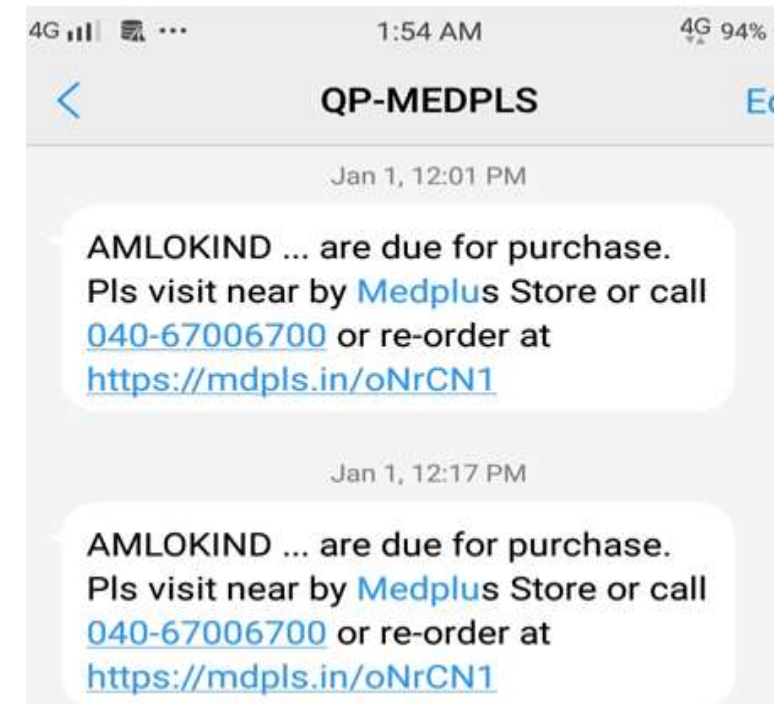 4G ... 1:54 AM 4G 94%
QP-MEDPLS
Jan 1, 12:01 PM
AMLOKIND ... are due for purchase.
Pls visit near by Medplus Store or call
040-67006700 or re-order at
https://mdpls.in/oNrCN1
Jan 1, 12:17 PM
AMLOKIND ... are due for purchase.
Pls visit near by Medplus Store or call
040-67006700 or re-order at
https://mdpls.in/oNrCN1